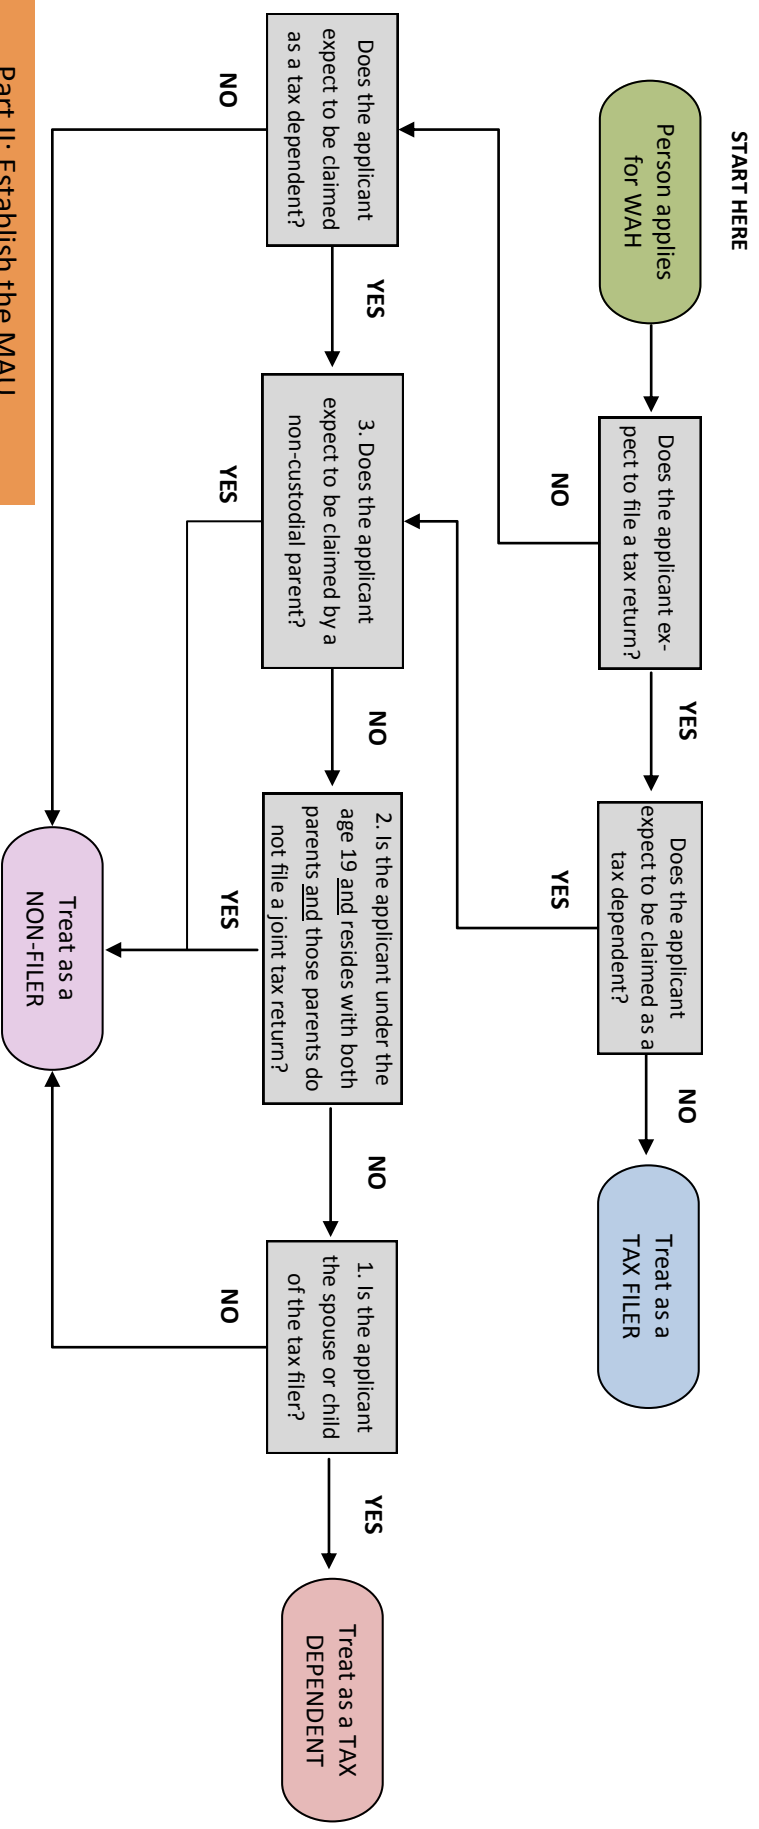 START HERE
Person applies
for WAH
Does the applicant ex-
pect to file a tax return?
YES
Does the applicant
expect to be claimed as a
tax dependent?
NO
Treat as a
TAX FILER
NO
YES
Does the applicant
expect to be claimed
as a tax dependent?
YES
3. Does the applicant
expect to be claimed by a
non-custodial parent?
NO
2. Is the applicant under the
age 19 and resides with both
parents and those parents do
not file a joint tax return?
NO
1. Is the applicant
the spouse or child
of the tax filer?
YES
Treat as a TAX
DEPENDENT
NO
YES
YES
NO
Treat as a
NON-FILER
Part II: Establish the MAU